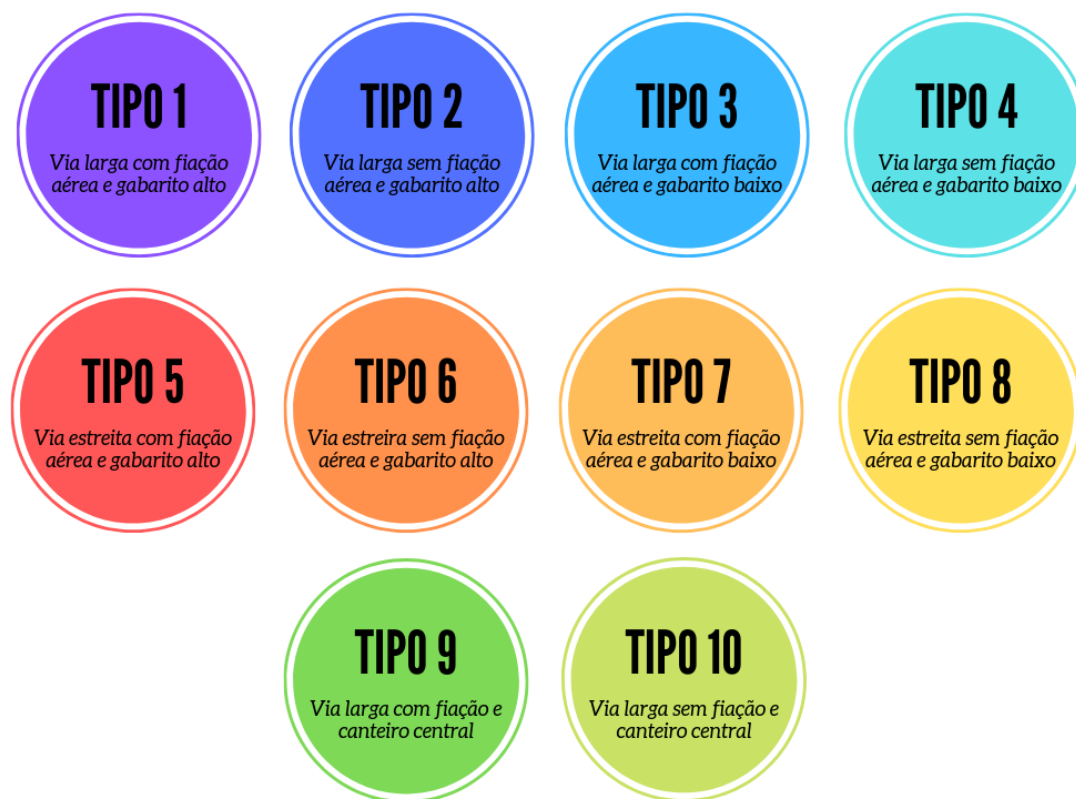 TIPO 1
Via larga com fiação
aérea e gabarito alto
TIPO 2
Via larga sem fiação
aérea e gabarito alto
TIPO 3
Via larga com fiação
aérea e gabarito baixo
TIPO 4
Via larga sem fiação
aérea e gabarito baixo
TIPO 5
Via estreita com fiação
aérea e gabarito alto
TIPO 6
Via estreira sem fiação
aérea e gabarito alto
TIPO 7
Via estreita com fiação
aérea e gabarito baixo
TIPO 8
Via estreita sem fiação
aérea e gabarito baixo
TIPO 9
Via larga com fiação e
canteiro central
TIPO 10
Via larga sem fiação e
canteiro central